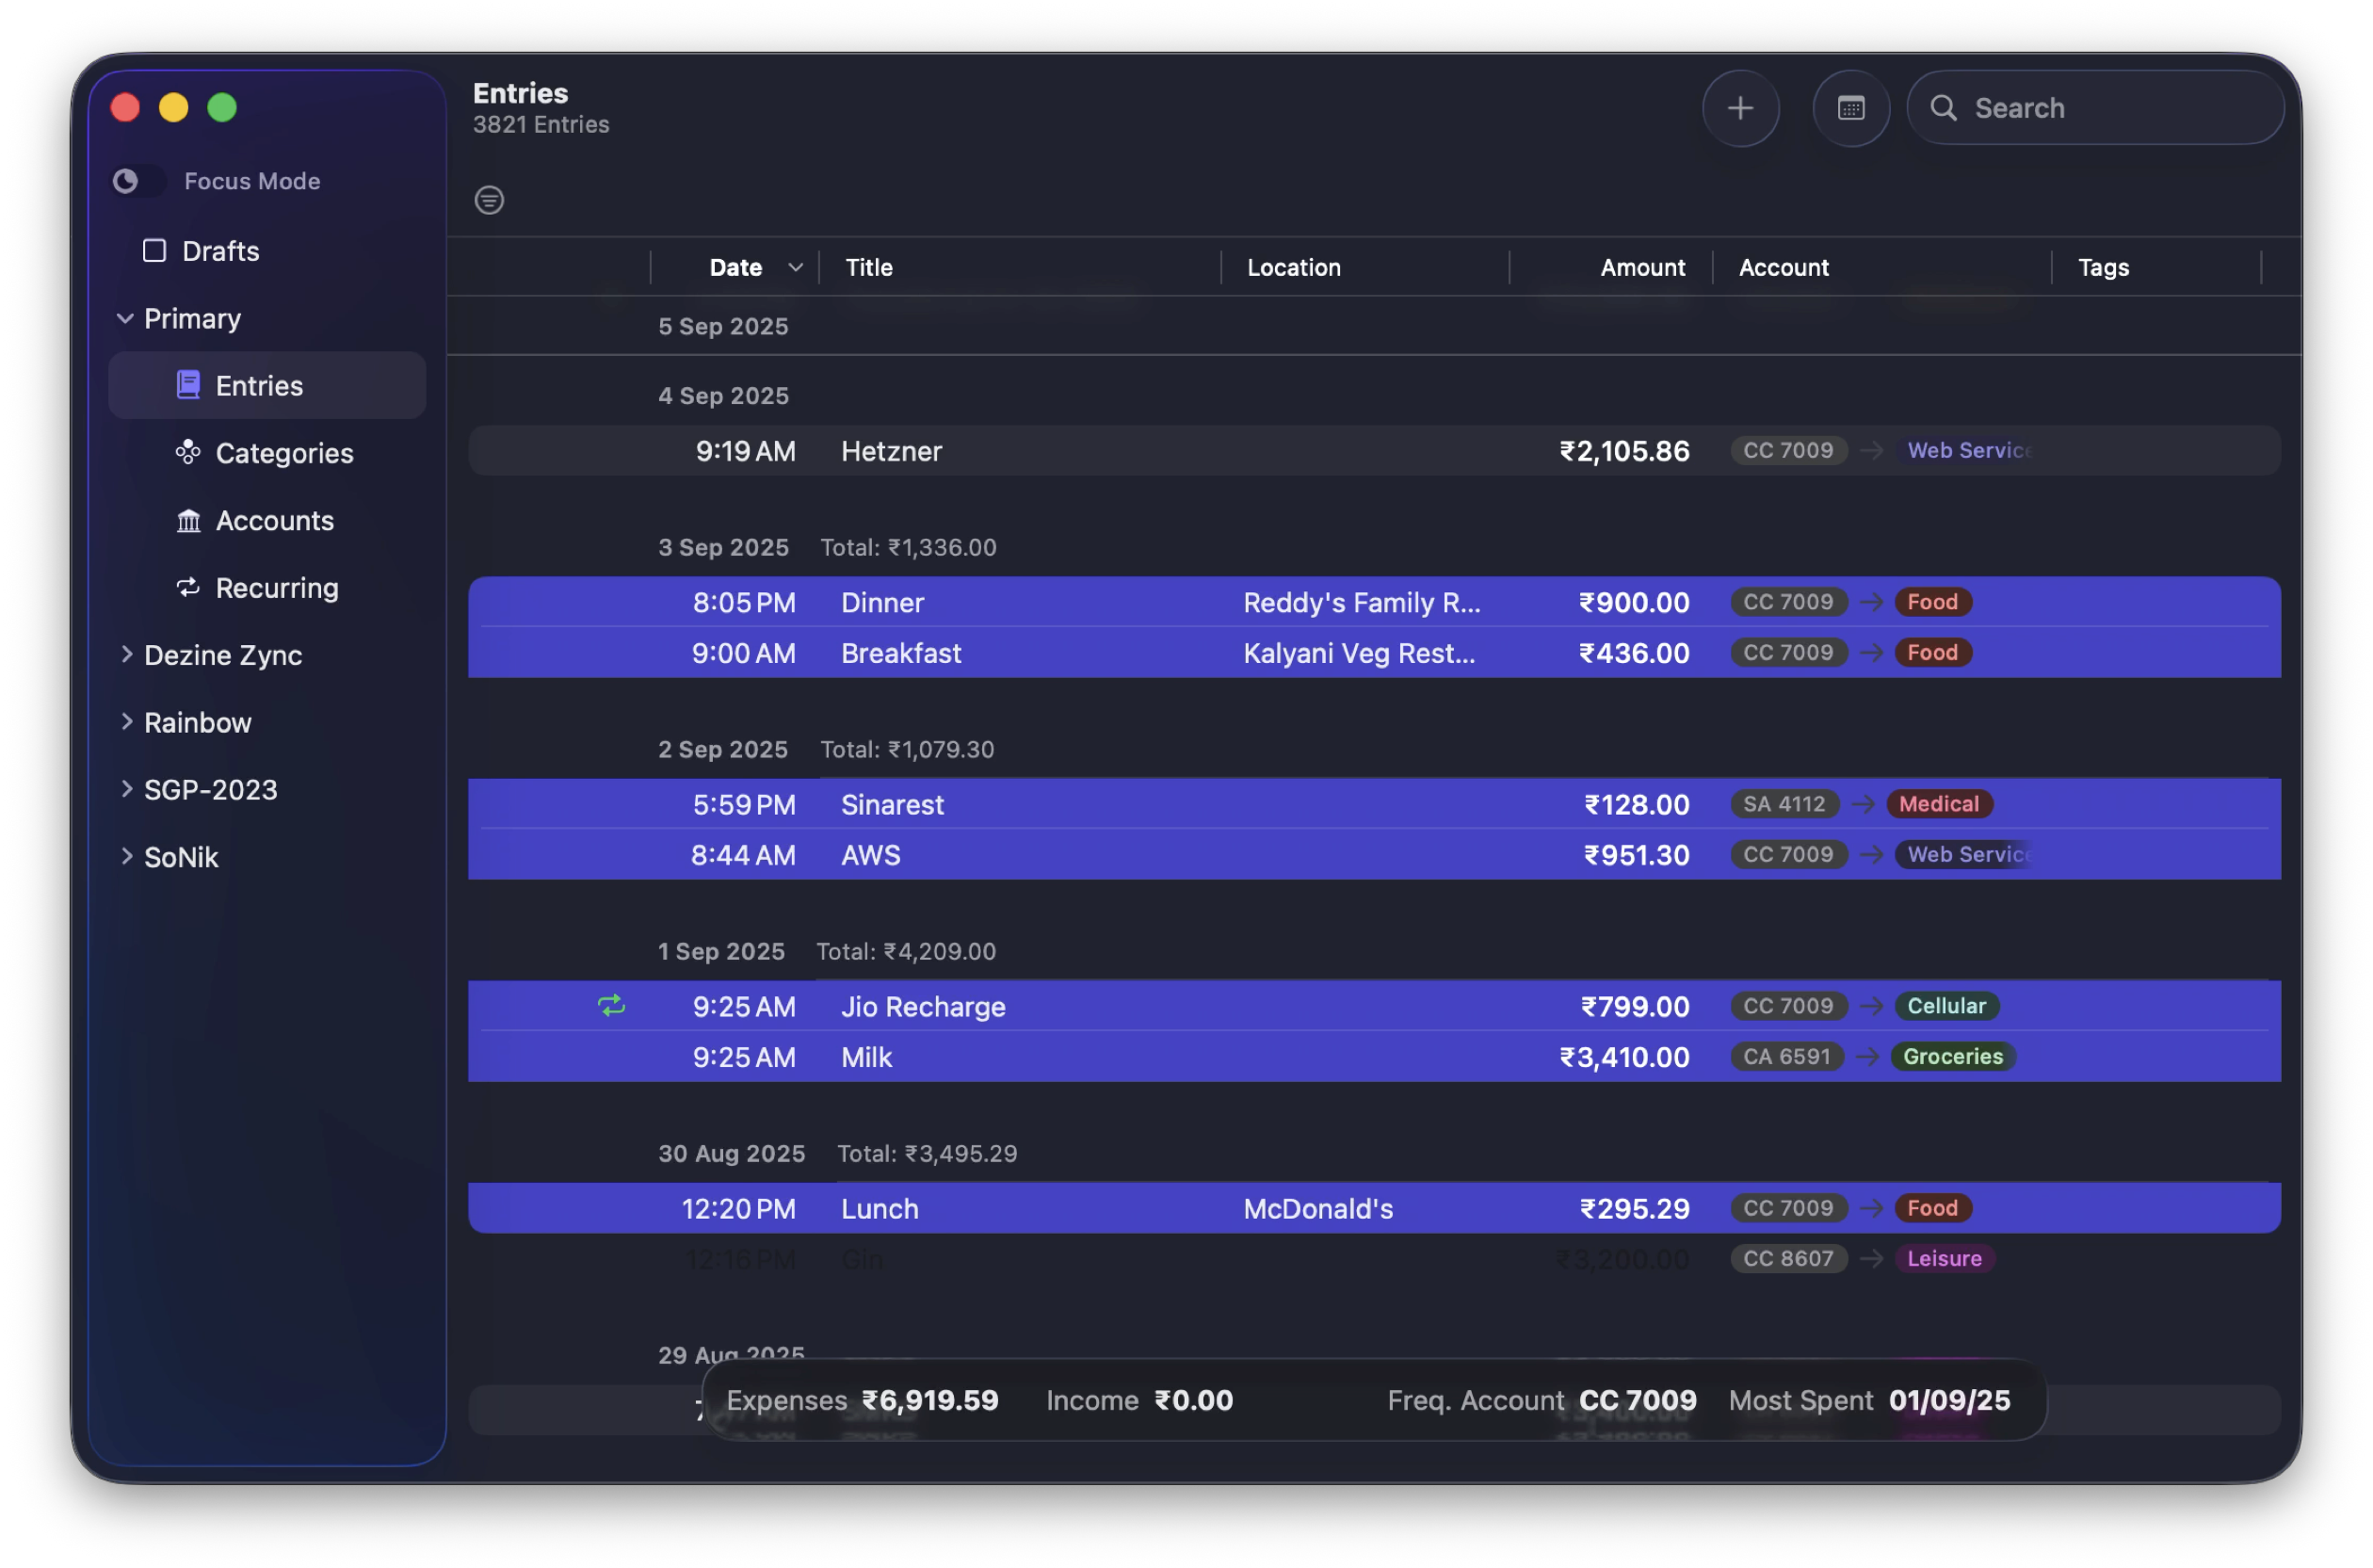 Entries
3821 Entries
Search
Focus Mode
Drafts
Primary
Entries
Categories
Accounts
Recurring
Dezine Zync
Rainbow
SGP-2023
SoNik
Date Title Location Amount Account Tags
5 Sep 2025
4 Sep 2025
9:19 AM Hetzner ₹2,105.86 CC 7009 → Web Service
3 Sep 2025 Total: ₹1,336.00
8:05 PM Dinner Reddy's Family R... ₹900.00 CC 7009 → Food
9:00 AM Breakfast Kalyani Veg Rest... ₹436.00 CC 7009 → Food
2 Sep 2025 Total: ₹1,079.30
5:59 PM Sinarest ₹128.00 SA 4112 → Medical
8:44 AM AWS ₹951.30 CC 7009 → Web Service
1 Sep 2025 Total: ₹4,209.00
9:25 AM Jio Recharge ₹799.00 CC 7009 → Cellular
9:25 AM Milk ₹3,410.00 CA 6591 → Groceries
30 Aug 2025 Total: ₹3,495.29
12:20 PM Lunch McDonald's ₹295.29 CC 7009 → Food
12:16 PM Gin ₹3,200.00 CC 8607 → Leisure
29 Aug 2025
Expenses ₹6,919.59 Income ₹0.00 Freq. Account CC 7009 Most Spent 01/09/25